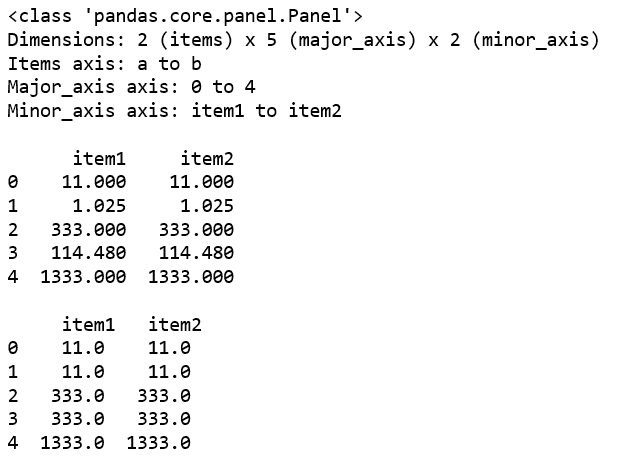 <class 'pandas.core.panel.Panel'>
Dimensions: 2 (items) x 5 (major_axis) x 2 (minor_axis)
Items axis: a to b
Major_axis axis: 0 to 4
Minor_axis axis: item1 to item2
item1 item2
0 11.000 11.000
1 1.025 1.025
2 333.000 333.000
3 114.480 114.480
4 1333.000 1333.000
item1 item2
0 11.0 11.0
1 11.0 11.0
2 333.0 333.0
3 333.0 333.0
4 1333.0 1333.0